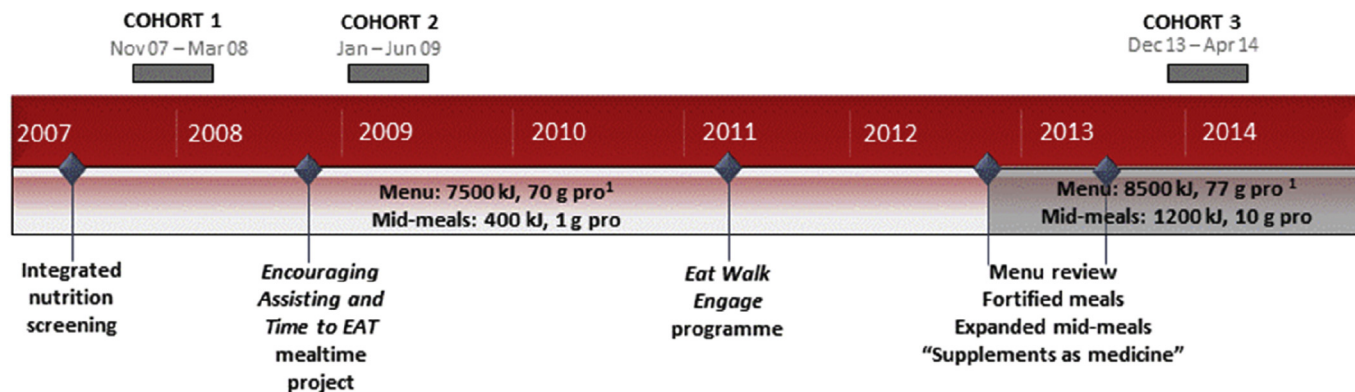 COHORT 1
Nov 07 – Mar 08
COHORT 2
Jan – Jun 09
COHORT 3
Dec 13 – Apr 14
2007
2008
2009
2010
2011
2012
2013
2014
Menu: 7500 kJ, 70 g pro¹
Mid-meals: 400 kJ, 1 g pro
Menu: 8500 kJ, 77 g pro ¹
Mid-meals: 1200 kJ, 10 g pro
Integrated
nutrition
screening
Encouraging
Assisting and
Time to EAT
mealtime
project
Eat Walk
Engage
programme
Menu review
Fortified meals
Expanded mid-meals
“Supplements as medicine”